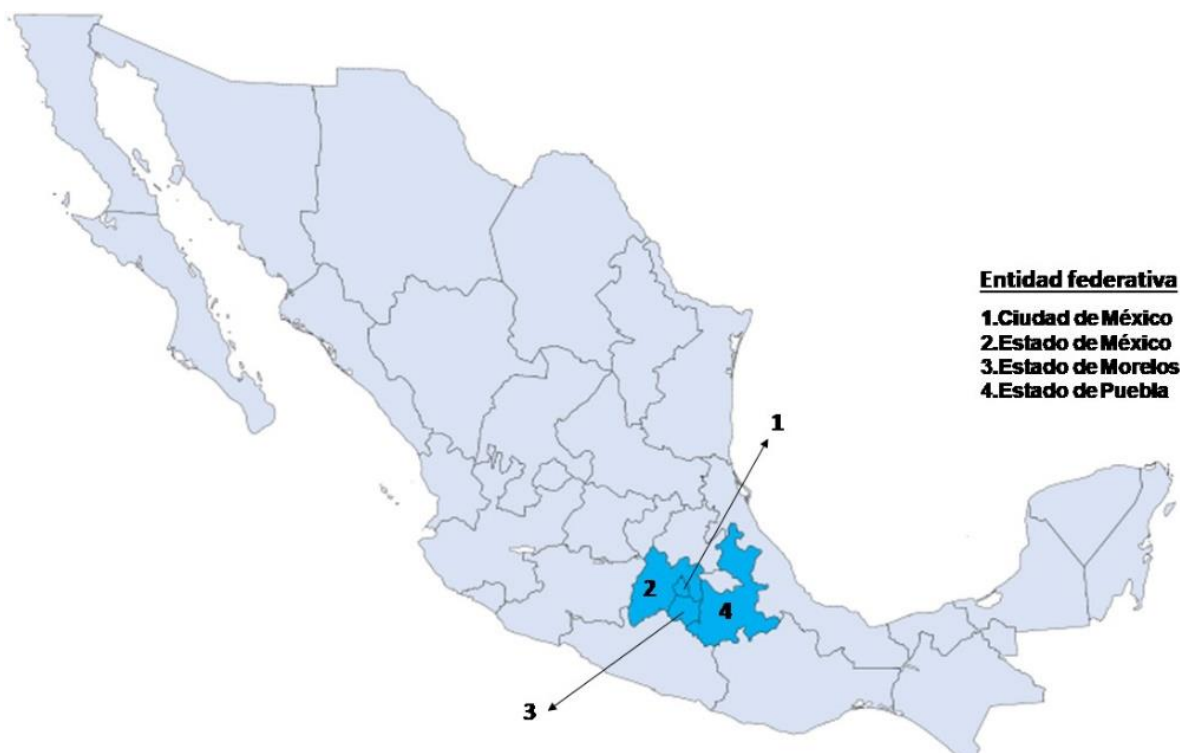 Entidad federativa
1.Ciudad de México
2.Estado de México
3.Estado de Morelos
4.Estado de Puebla
1
2
4
3